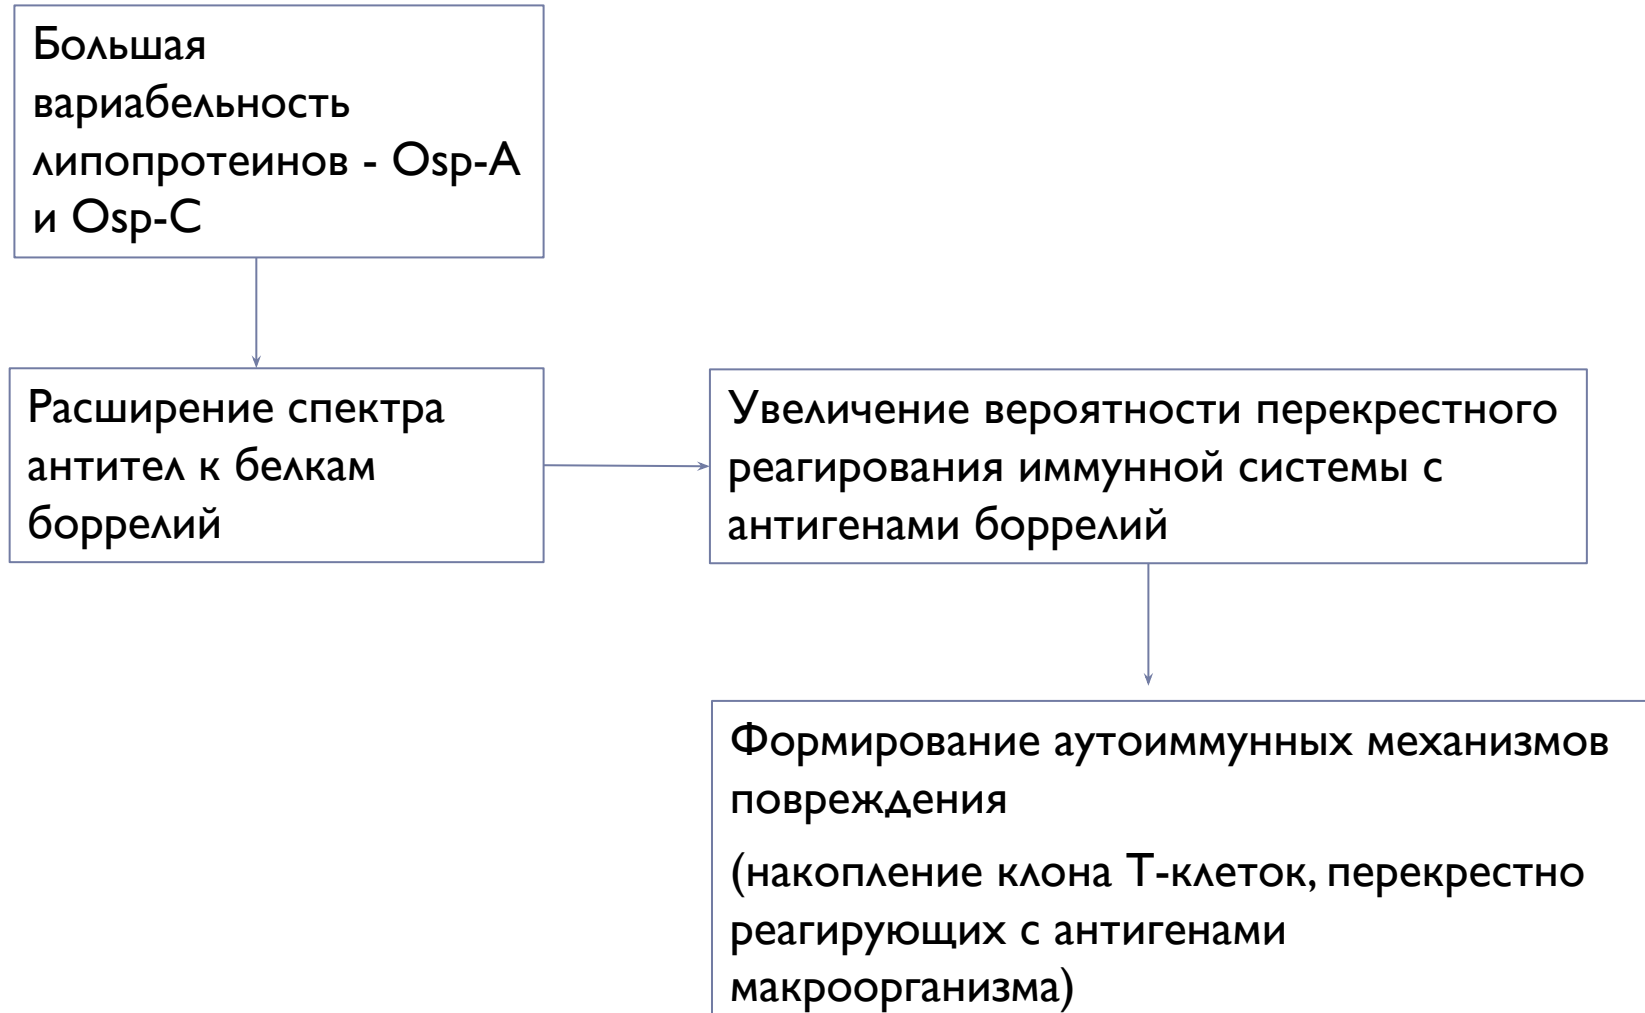 Большая
вариабельность
липопротеинов - Osp-A
и Osp-C
Расширение спектра
антител к белкам
боррелий
Увеличение вероятности перекрестного
реагирования иммунной системы с
антигенами боррелий
Формирование аутоиммунных механизмов
повреждения
(накопление клона Т-клеток, перекрестно
реагирующих с антигенами
макроорганизма)